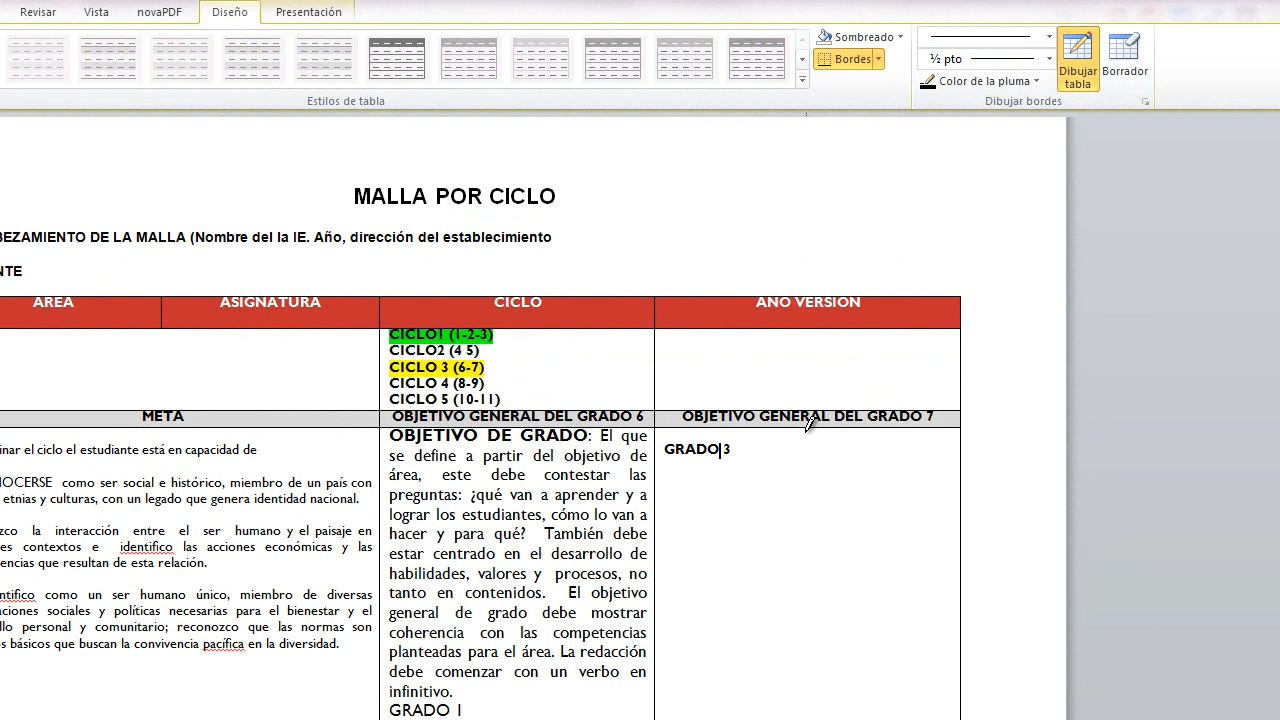 Revisar Vista novaPDF Diseño Presentación
Sombreado
Bordes
½ pto
Color de la pluma
Dibujar tabla
Borrador
Estilos de tabla
Dibujar bordes
MALLA POR CICLO
BEZAMIENTO DE LA MALLA (Nombre del la IE. Año, dirección del establecimiento
NTE
AREA ASIGNATURA CICLO ANO VERSION
CICLO1 (1-2-3)
CICLO2 (4 5)
CICLO 3 (6-7)
CICLO 4 (8-9)
CICLO 5 (10-11)
META OBJETIVO GENERAL DEL GRADO 6 OBJETIVO GENERAL DEL GRADO 7
inar el ciclo el estudiante está en capacidad de
NOCERSE como ser social e histórico, miembro de un país con
etnias y culturas, con un legado que genera identidad nacional.
zco la interacción entre el ser humano y el paisaje en
es contextos e identifico las acciones económicas y las
encias que resultan de esta relación.
ntifico como un ser humano único, miembro de diversas
aciones sociales y políticas necesarias para el bienestar y el
llo personal y comunitario; reconozco que las normas son
os básicos que buscan la convivencia pacífica en la diversidad.
OBJETIVO DE GRADO: El que
se define a partir del objetivo de
área, este debe contestar las
preguntas: ¿qué van a aprender y a
lograr los estudiantes, cómo lo van a
hacer y para qué? También debe
estar centrado en el desarrollo de
habilidades, valores y procesos, no
tanto en contenidos. El objetivo
general de grado debe mostrar
coherencia con las competencias
planteadas para el área. La redacción
debe comenzar con un verbo en
infinitivo.
GRADO 1
GRADO 3